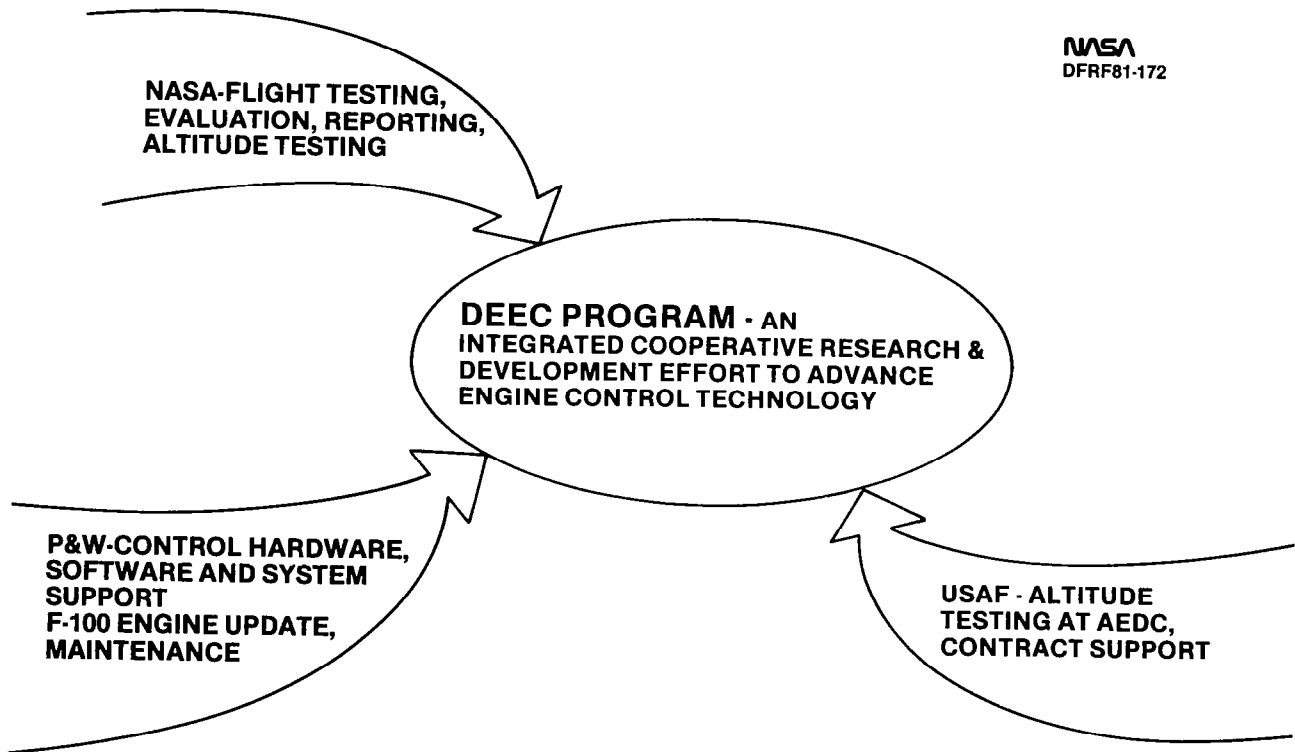 NASA
DFRF81-172
NASA-FLIGHT TESTING,
EVALUATION, REPORTING,
ALTITUDE TESTING
DEEC PROGRAM - AN
INTEGRATED COOPERATIVE RESEARCH &
DEVELOPMENT EFFORT TO ADVANCE
ENGINE CONTROL TECHNOLOGY
P&W-CONTROL HARDWARE,
SOFTWARE AND SYSTEM
SUPPORT
F-100 ENGINE UPDATE,
MAINTENANCE
USAF - ALTITUDE
TESTING AT AEDC,
CONTRACT SUPPORT